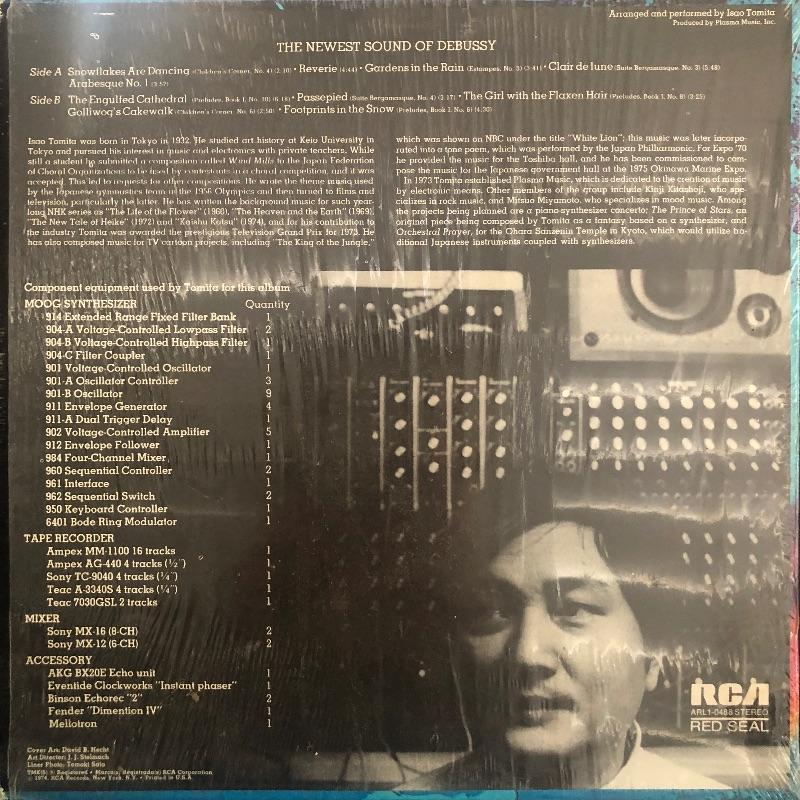 Arranged and performed by Isao Tomita
Produced by Plasma Music, Inc.
THE NEWEST SOUND OF DEBUSSY
Side A Snowflakes Are Dancing (Children's Corner, No. 4) (2:10) • Reverie (4:44) • Gardens in the Rain (Estampes, No. 3) (3:41) • Clair de lune (Suite Bergamasque, No. 3) (5:48)
Arabesque No. 1 (3:57)
Side B The Engulfed Cathedral (Preludes, Book I, No. 10) (6:18) • Passepied (Suite Bergamasque, No. 4) (3:17) • The Girl with the Flaxen Hair (Preludes, Book I, No. 8) (3:25)
Golliwog's Cakewalk (Children's Corner, No. 6) (2:50) • Footprints in the Snow (Preludes, Book I, No. 6) (4:30)
Isao Tomita was born in Tokyo in 1932. He studied art history at Keio University in
Tokyo and pursued his interest in music and electronics with private teachers. While
still a student he submitted a composition called Wind Mills to the Japan Federation
of Choral Organizations to be used by contestants in a choral competition, and it was
accepted. This led to requests for other compositions. He wrote the theme music used
by the Japanese gymnastics team of the 1956 Olympics and then turned to films and
television, particularly the latter. He has written the background music for such year-
long NHK series as "The Life of the Flower" (1960), "The Heaven and the Earth" (1969),
"The New Tale of Heike" (1972) and "Katsu Kaishu" (1974), and for his contribution to
the industry Tomita was awarded the prestigious Television Grand Prix for 1973. He
has also composed music for TV cartoon projects, including "The King of the Jungle,"
which was shown on NBC under the title "White Lion"; this music was later incorpo-
rated into a tone poem, which was performed by the Japan Philharmonic. For Expo '70
he provided the music for the Toshiba hall, and he has been commissioned to com-
pose the music for the Japanese government hall at the 1975 Okinawa Marine Expo.
In 1973 Tomita established Plasma Music, which is dedicated to the creation of music
by electronic means. Other members of the group include Kinji Kitashoji, who spe-
cializes in rock music, and Mitsuo Miyamoto, who specializes in mood music. Among
the projects being planned are a piano-synthesizer concerto; The Prince of Stars, an
original piece being composed by Tomita as a fantasy based on a synthesizer, and
Orchestral Prayer, for the Ohara Sanzenin Temple in Kyoto, which would utilize tra-
ditional Japanese instruments coupled with synthesizers.
Component equipment used by Tomita for this album
MOOG SYNTHESIZER Quantity
914 Extended Range Fixed Filter Bank 1
904-A Voltage-Controlled Lowpass Filter 2
904-B Voltage-Controlled Highpass Filter 1
904-C Filter Coupler 1
901 Voltage-Controlled Oscillator 1
901-A Oscillator Controller 3
901-B Oscillator 9
911 Envelope Generator 4
911-A Dual Trigger Delay 1
902 Voltage-Controlled Amplifier 5
912 Envelope Follower 1
984 Four-Channel Mixer 1
960 Sequential Controller 2
961 Interface 1
962 Sequential Switch 2
950 Keyboard Controller 1
6401 Bode Ring Modulator 1
TAPE RECORDER
Ampex MM-1100 16 tracks 1
Ampex AG-440 4 tracks (½") 1
Sony TC-9040 4 tracks (¼") 1
Teac A-3340S 4 tracks (¼") 1
Teac 7030GSL 2 tracks 1
MIXER
Sony MX-16 (8-CH) 2
Sony MX-12 (6-CH) 2
ACCESSORY
AKG BX20E Echo unit 1
Eventide Clockworks "Instant phaser" 1
Binson Echorec "2" 2
Fender "Dimention IV" 1
Mellotron 1
Cover Art: David B. Hecht
Art Director: J. J. Stelmach
Liner Photo: Tomoki Sato
TMK(S) ® Registered • Marca(s) Registrada(s) RCA Corporation
© 1974, RCA Records, New York, N.Y. • Printed in U.S.A.
RCA
ARL1-0488 STEREO
RED SEAL